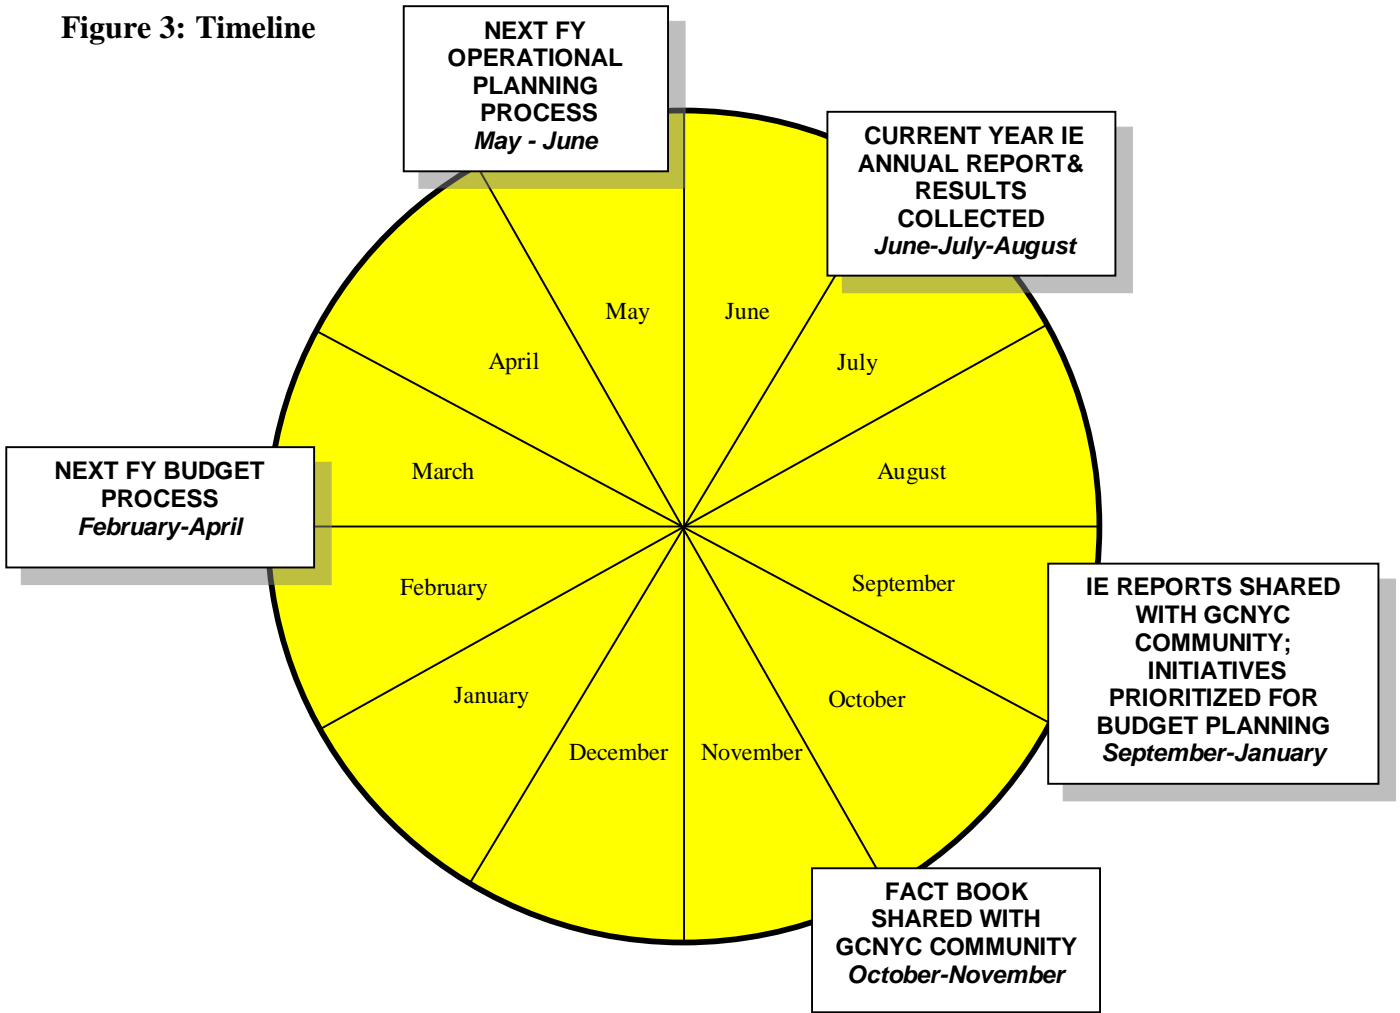 Figure 3: Timeline
NEXT FY
OPERATIONAL
PLANNING
PROCESS
May - June
CURRENT YEAR IE
ANNUAL REPORT&
RESULTS
COLLECTED
June-July-August
May
June
April
July
NEXT FY BUDGET
PROCESS
February-April
March
August
February
September
IE REPORTS SHARED
WITH GCNYC
COMMUNITY;
INITIATIVES
PRIORITIZED FOR
BUDGET PLANNING
September-January
January
October
December
November
FACT BOOK
SHARED WITH
GCNYC COMMUNITY
October-November